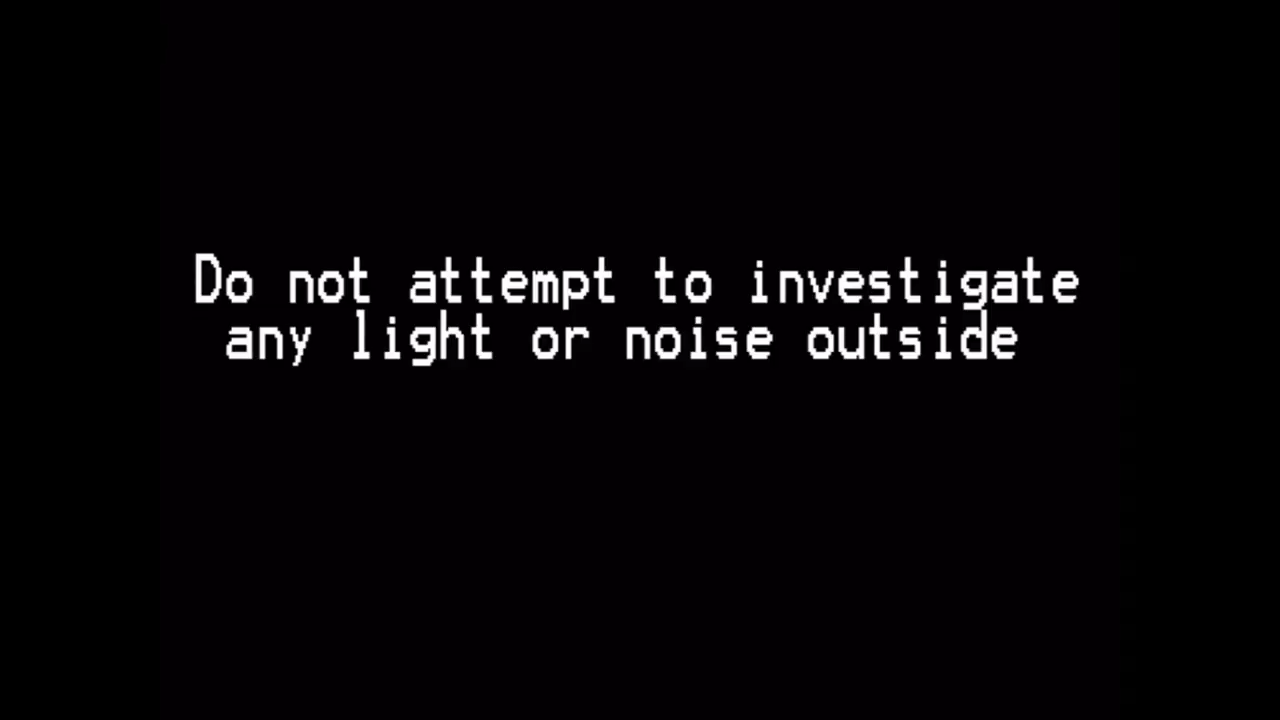 Do not attempt to investigate
any light or noise outside